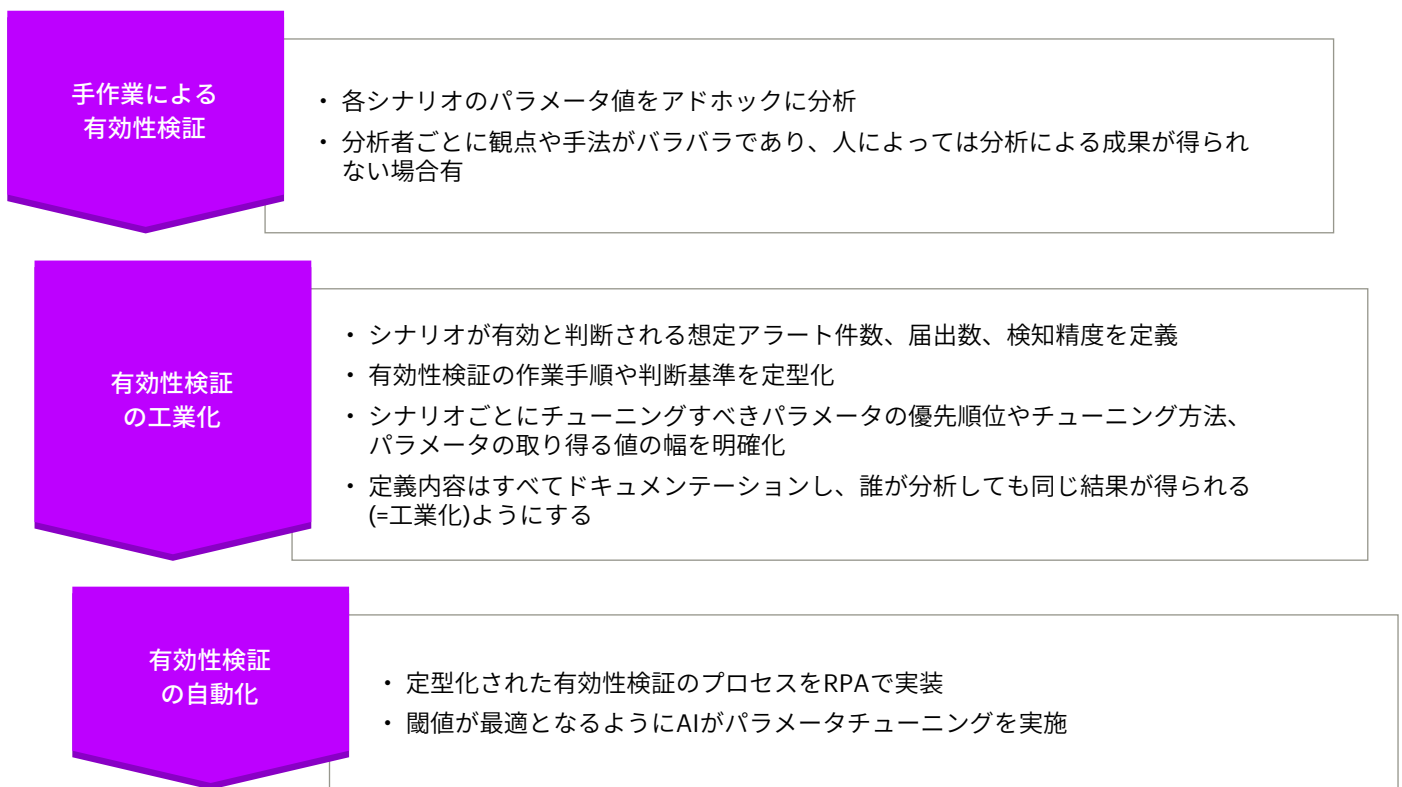 手作業による
有効性検証
・ 各シナリオのパラメータ値をアドホックに分析
・ 分析者ごとに観点や手法がバラバラであり、人によっては分析による成果が得られ
ない場合有
有効性検証
の工業化
・ シナリオが有効と判断される想定アラート件数、届出数、検知精度を定義
・ 有効性検証の作業手順や判断基準を定型化
・ シナリオごとにチューニングすべきパラメータの優先順位やチューニング方法、
パラメータの取り得る値の幅を明確化
・ 定義内容はすべてドキュメンテーションし、誰が分析しても同じ結果が得られる
(=工業化)ようにする
有効性検証
の自動化
・ 定型化された有効性検証のプロセスをRPAで実装
・ 閾値が最適となるようにAIがパラメータチューニングを実施